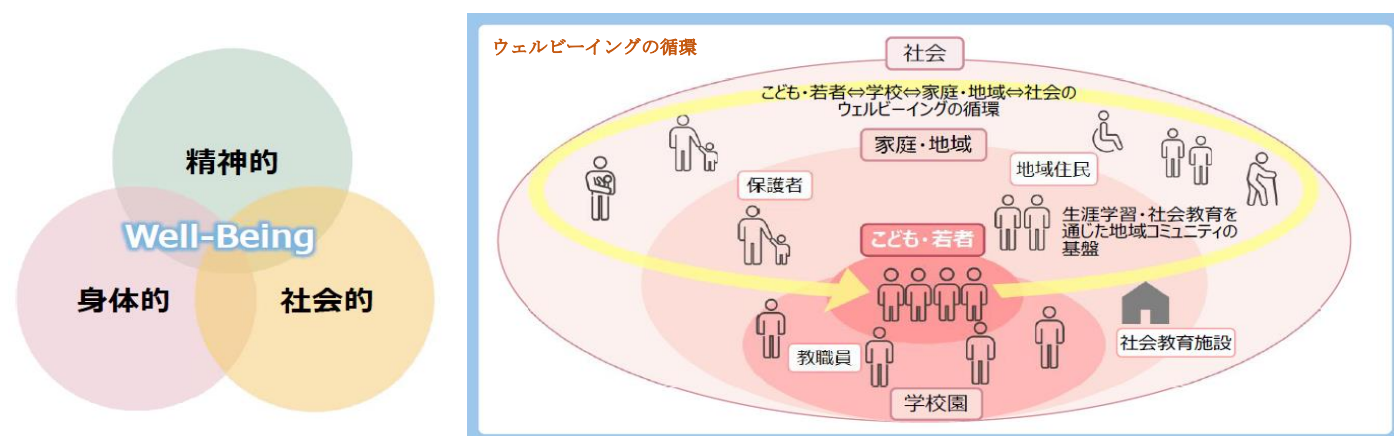 精神的
Well-Being
身体的
社会的
ウェルビーイングの循環
社会
こども・若者⇔学校⇔家庭・地域⇔社会の
ウェルビーイングの循環
家庭・地域
地域住民
保護者
生涯学習・社会教育を
通じた地域コミュニティの
基盤
こども・若者
社会教育施設
教職員
学校園